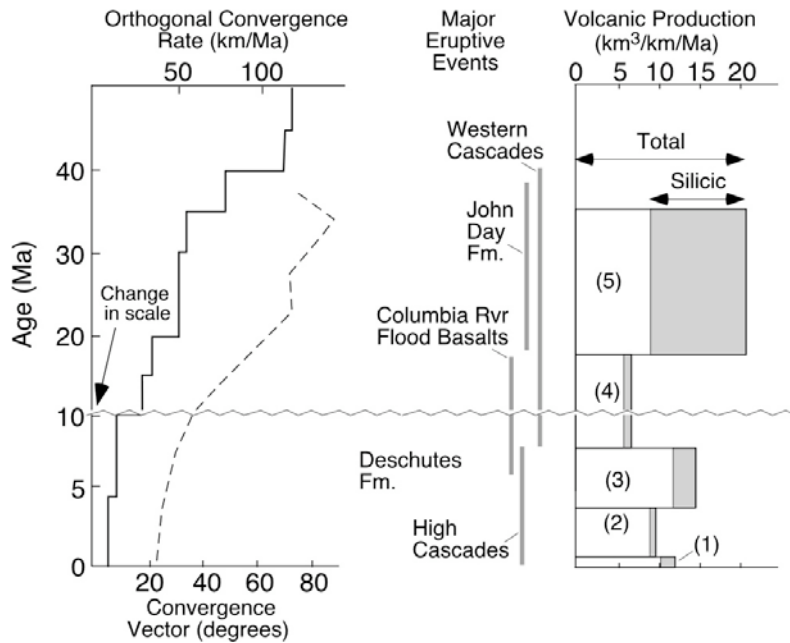 Orthogonal Convergence
Rate (km/Ma)
50 100
Major
Eruptive
Events
Volcanic Production
(km³/km/Ma)
0 5 10 15 20
Age (Ma)
40
30
20
10
5
0
Change
in scale
20 40 60 80
Convergence
Vector (degrees)
Western
Cascades
John
Day
Fm.
Columbia Rvr
Flood Basalts
Deschutes
Fm.
High
Cascades
Total
Silicic
(5)
(4)
(3)
(2)
(1)